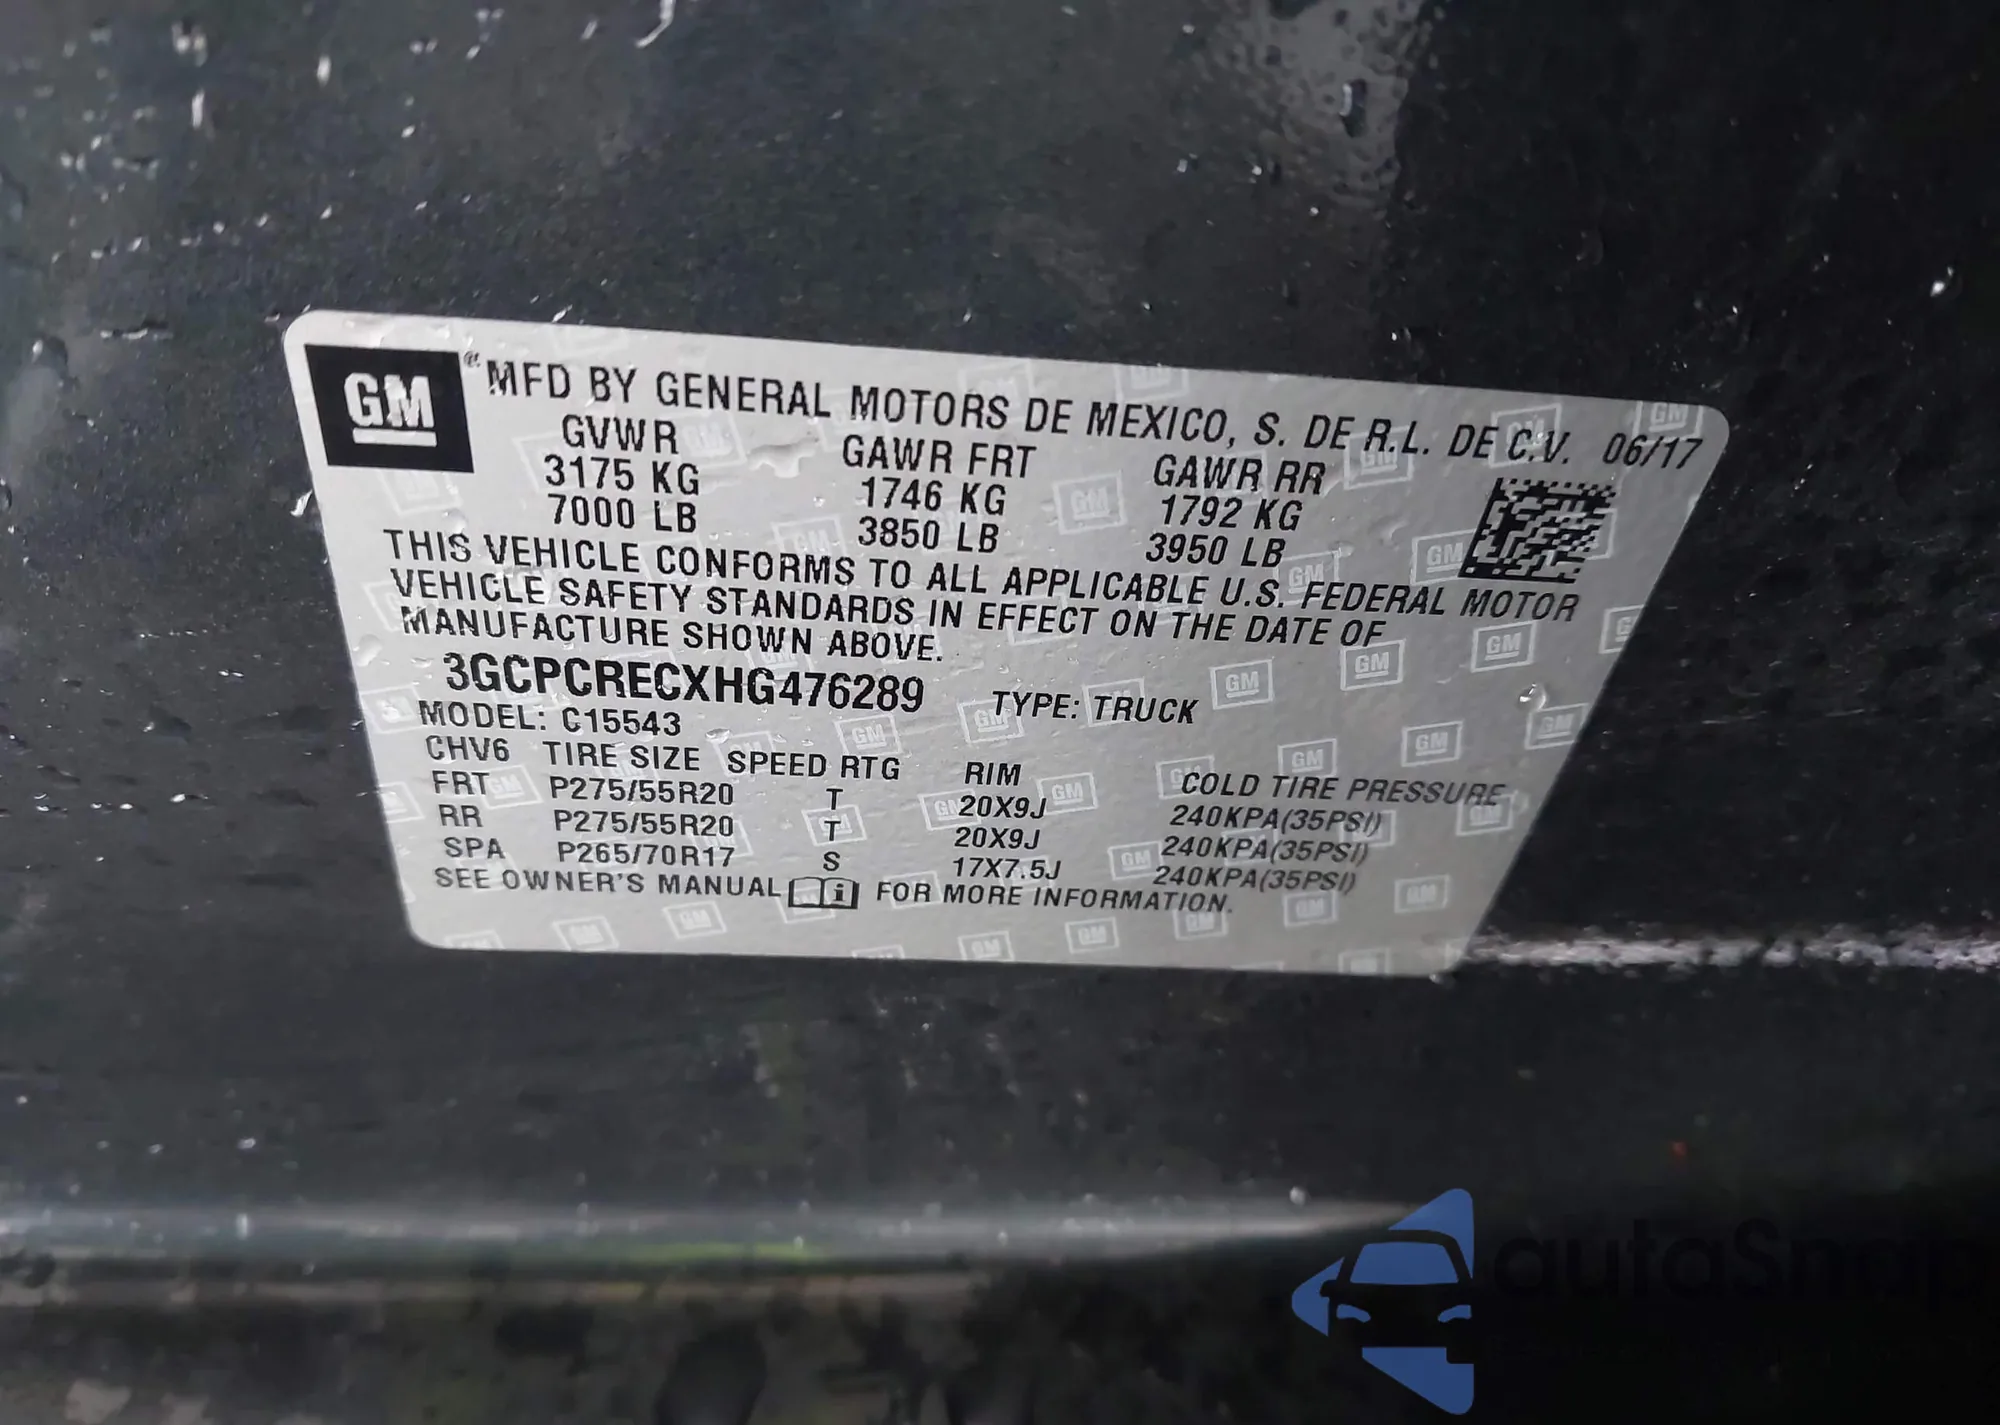 GM
® MFD BY GENERAL MOTORS DE MEXICO, S. DE R.L. DE C.V. 06/17
GVWR GAWR FRT GAWR RR
3175 KG 1746 KG 1792 KG
7000 LB 3850 LB 3950 LB
THIS VEHICLE CONFORMS TO ALL APPLICABLE U.S. FEDERAL MOTOR
VEHICLE SAFETY STANDARDS IN EFFECT ON THE DATE OF
MANUFACTURE SHOWN ABOVE.
3GCPCRECXHG476289 TYPE: TRUCK
MODEL: C15543
CHV6 TIRE SIZE SPEED RTG RIM COLD TIRE PRESSURE
FRT P275/55R20 T 20X9J 240KPA(35PSI)
RR P275/55R20 T 20X9J 240KPA(35PSI)
SPA P265/70R17 S 17X7.5J 240KPA(35PSI)
SEE OWNER'S MANUAL i FOR MORE INFORMATION.
autoSnap